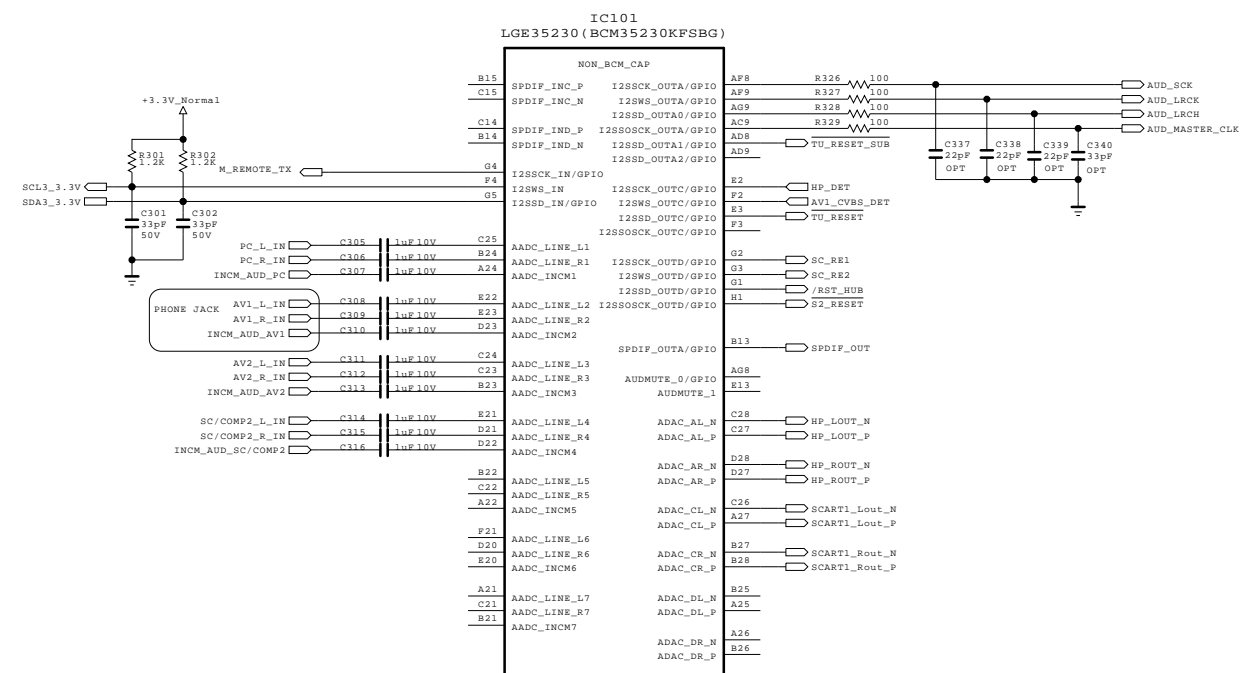 IC101
LGE35230(BCM35230KFSBG)
NON_BCM_CAP
+3.3V_Normal
R301
1.2K
R302
1.2K
SCL3_3.3V
SDA3_3.3V
C301
33pF
50V
C302
33pF
50V
M_REMOTE_TX
B15 SPDIF_INC_P
C15 SPDIF_INC_N
C14 SPDIF_IND_P
B14 SPDIF_IND_N
G4 I2SSCK_IN/GPIO
F4 I2SWS_IN
G5 I2SSD_IN/GPIO
PC_L_IN C305 1uF 10V C25 AADC_LINE_L1
PC_R_IN C306 1uF 10V B24 AADC_LINE_R1
INCM_AUD_PC C307 1uF 10V A24 AADC_INCM1
PHONE JACK
AV1_L_IN C308 1uF 10V E22 AADC_LINE_L2
AV1_R_IN C309 1uF 10V E23 AADC_LINE_R2
INCM_AUD_AV1 C310 1uF 10V D23 AADC_INCM2
AV2_L_IN C311 1uF 10V C24 AADC_LINE_L3
AV2_R_IN C312 1uF 10V C23 AADC_LINE_R3
INCM_AUD_AV2 C313 1uF 10V B23 AADC_INCM3
SC/COMP2_L_IN C314 1uF 10V E21 AADC_LINE_L4
SC/COMP2_R_IN C315 1uF 10V D21 AADC_LINE_R4
INCM_AUD_SC/COMP2 C316 1uF 10V D22 AADC_INCM4
B22 AADC_LINE_L5
C22 AADC_LINE_R5
A22 AADC_INCM5
F21 AADC_LINE_L6
D20 AADC_LINE_R6
E20 AADC_INCM6
A21 AADC_LINE_L7
C21 AADC_LINE_R7
B21 AADC_INCM7
I2SSCK_OUTA/GPIO AF8 R326 100 AUD_SCK
I2SWS_OUTA/GPIO AF9 R327 100 AUD_LRCK
I2SSD_OUTA0/GPIO AG9 R328 100 AUD_LRCH
I2SSOSCK_OUTA/GPIO AC9 R329 100 AUD_MASTER_CLK
I2SSD_OUTA1/GPIO AD8 TU_RESET_SUB
I2SSD_OUTA2/GPIO AD9
C337
22pF
OPT
C338
22pF
OPT
C339
22pF
OPT
C340
33pF
OPT
I2SSCK_OUTC/GPIO E2 HP_DET
I2SWS_OUTC/GPIO F2 AV1_CVBS_DET
I2SSD_OUTC/GPIO E3 TU_RESET
I2SSOSCK_OUTC/GPIO F3
I2SSCK_OUTD/GPIO G2 SC_RE1
I2SWS_OUTD/GPIO G3 SC_RE2
I2SSD_OUTD/GPIO G1 /RST_HUB
I2SSOSCK_OUTD/GPIO H1 S2_RESET
SPDIF_OUTA/GPIO B13 SPDIF_OUT
AUDMUTE_0/GPIO AG8
AUDMUTE_1 E13
ADAC_AL_N C28 HP_LOUT_N
ADAC_AL_P C27 HP_LOUT_P
ADAC_AR_N D28 HP_ROUT_N
ADAC_AR_P D27 HP_ROUT_P
ADAC_CL_N C26 SCART1_Lout_N
ADAC_CL_P A27 SCART1_Lout_P
ADAC_CR_N B27 SCART1_Rout_N
ADAC_CR_P B28 SCART1_Rout_P
ADAC_DL_N B25
ADAC_DL_P A25
ADAC_DR_N A26
ADAC_DR_P B26